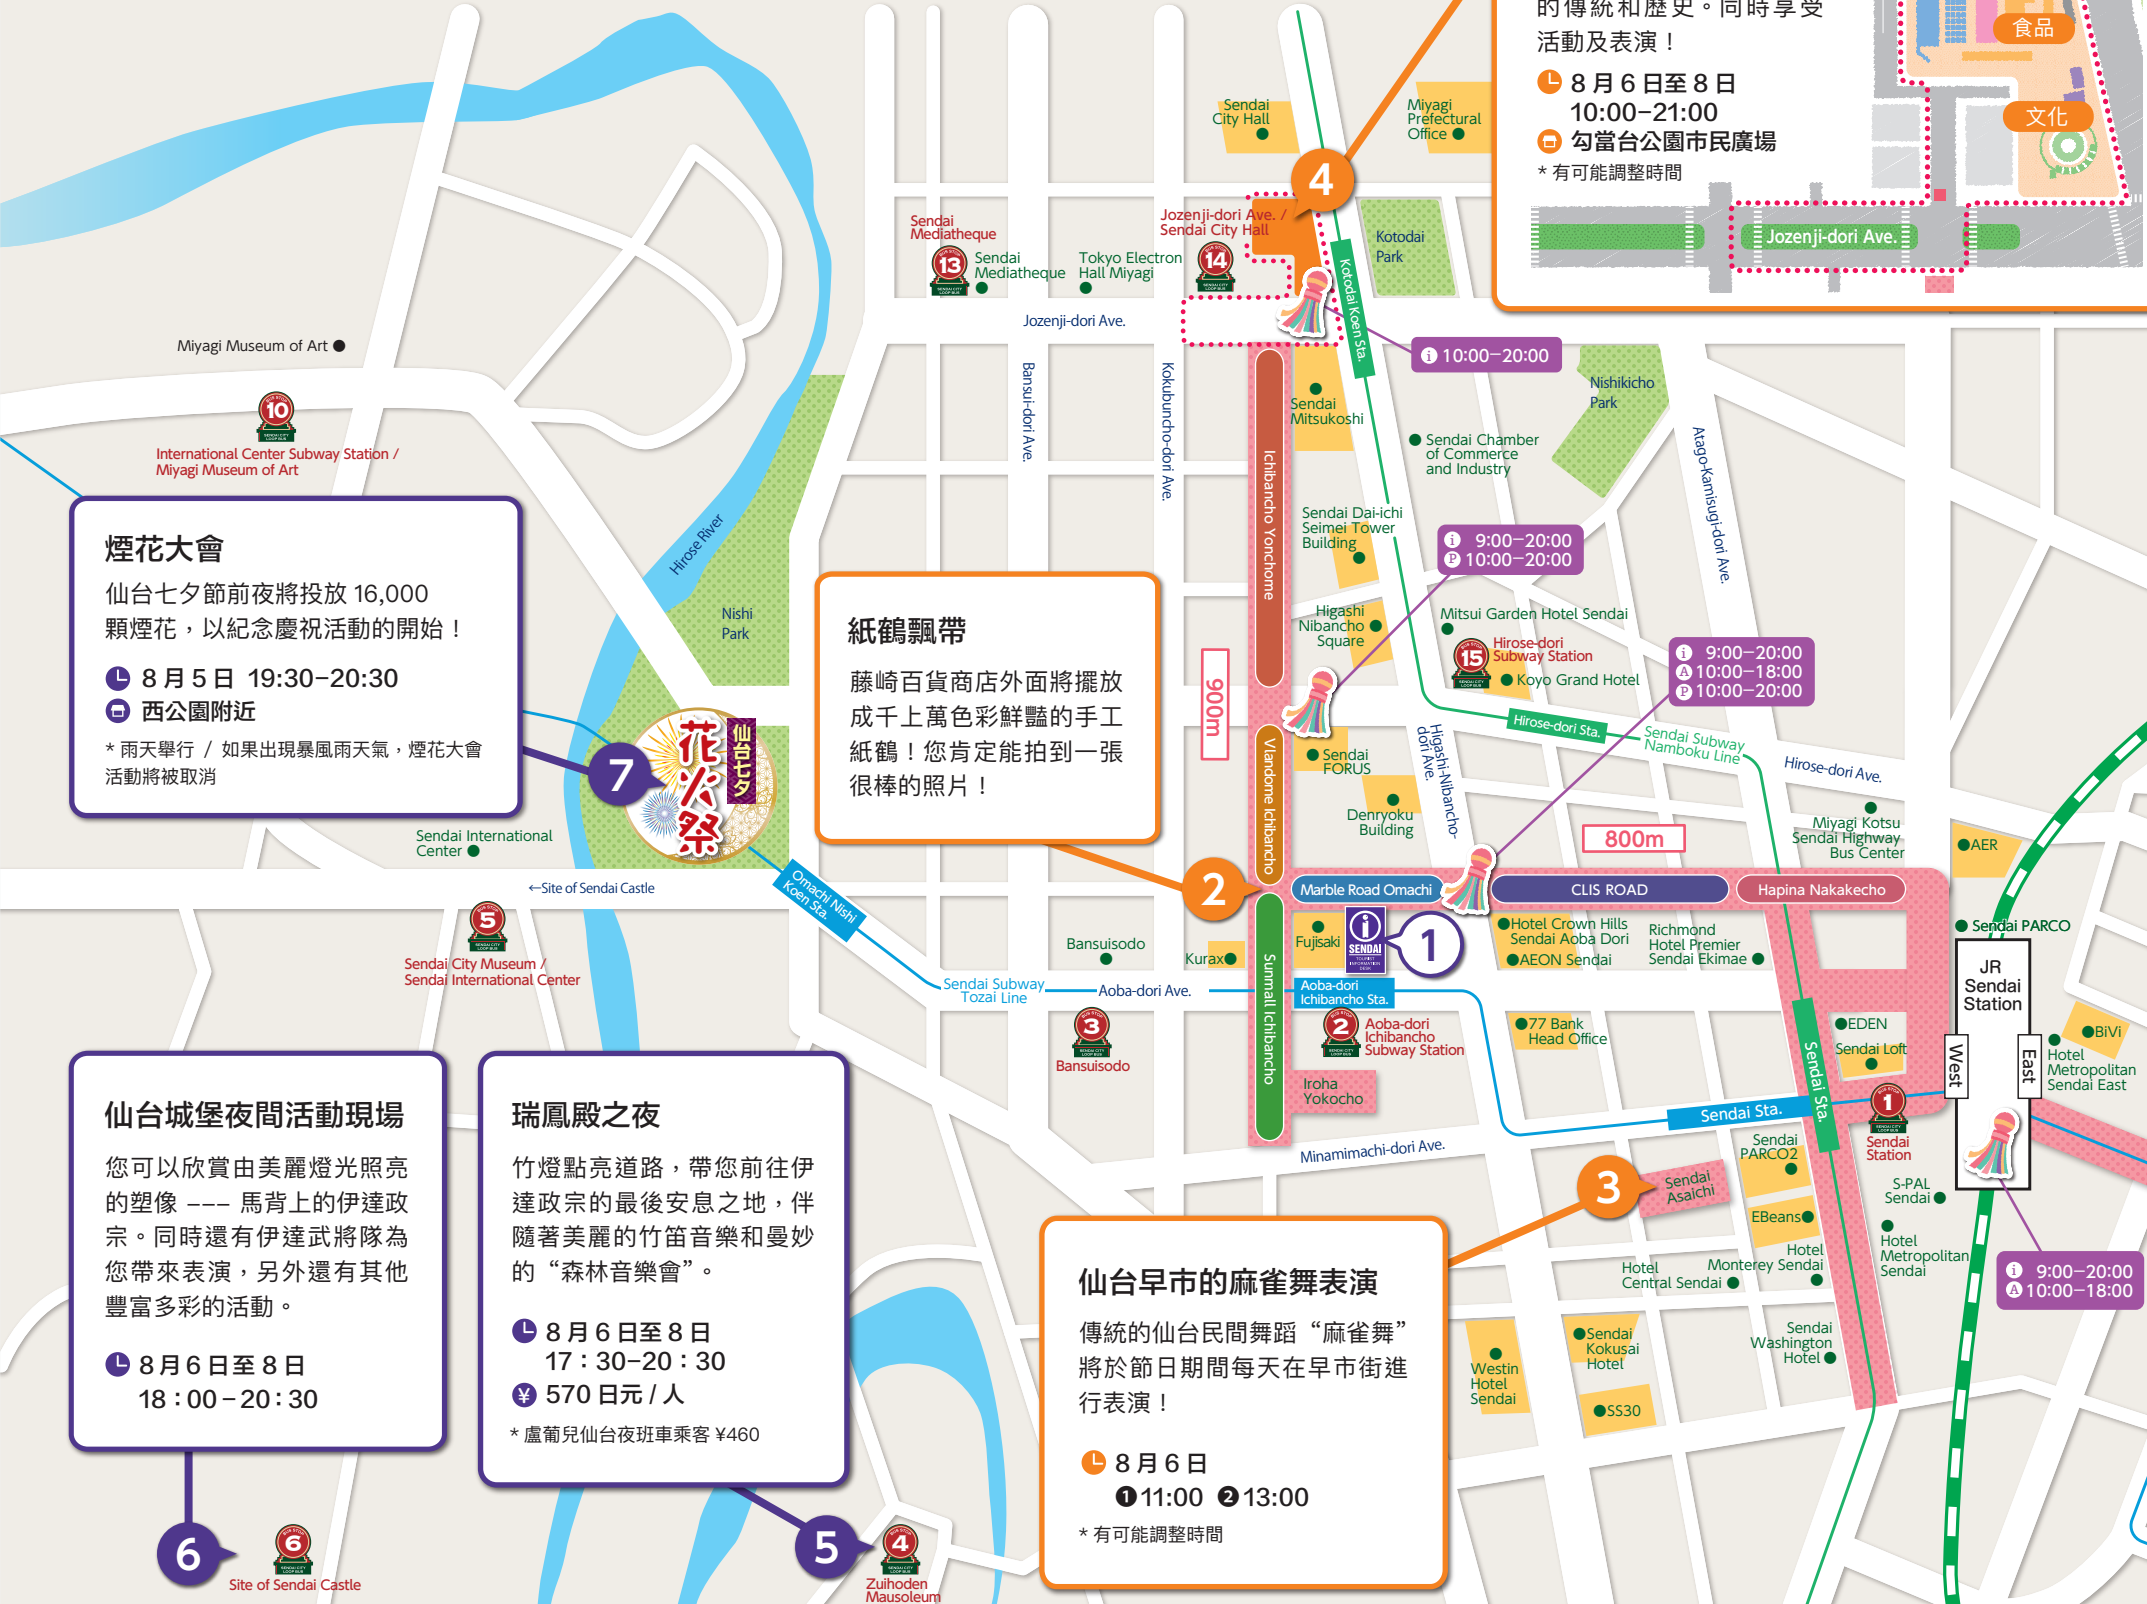 的傳統和歷史。同時享受
活動及表演！
8 月 6 日至 8 日
10:00–21:00
勾當台公園市民廣場
* 有可能調整時間
食品
文化
Jozenji-dori Ave.
Sendai
City Hall
Miyagi
Prefectural
Office
4
Sendai
Mediatheque
13
Sendai
Mediatheque
Tokyo Electron
Hall Miyagi
Jozenji-dori Ave. /
Sendai City Hall
14
Kotodai
Park
Kotodai Koen Sta.
Jozenji-dori Ave.
Bansui-dori Ave.
Kokubuncho-dori Ave.
10:00–20:00
Miyagi Museum of Art
10
International Center Subway Station /
Miyagi Museum of Art
Sendai
Mitsukoshi
Ichibancho Yonchome
Nishikicho
Park
Atago-Kamisugi-dori Ave.
Sendai Chamber
of Commerce
and Industry
Sendai Dai-ichi
Seimei Tower
Building
9:00–20:00
P 10:00–20:00
煙花大會
仙台七夕節前夜將投放 16,000
顆煙花，以紀念慶祝活動的開始！
8 月 5 日 19:30–20:30
西公園附近
* 雨天舉行 / 如果出現暴風雨天氣，煙花大會
活動將被取消
Hirose River
Nishi
Park
7
仙台七夕
花火祭
紙鶴飄帶
藤崎百貨商店外面將擺放
成千上萬色彩鮮豔的手工
紙鶴！您肯定能拍到一張
很棒的照片！
900m
Higashi
Nibancho
Square
Mitsui Garden Hotel Sendai
15
Hirose-dori
Subway Station
Koyo Grand Hotel
9:00–20:00
A 10:00–18:00
P 10:00–20:00
Hirose-dori Sta.
Sendai Subway
Namboku Line
Hirose-dori Ave.
Higashi-Nibancho-
dori Ave.
Vlandome Ichibancho
Sendai
FORUS
Denryoku
Building
800m
Miyagi Kotsu
Sendai Highway
Bus Center
AER
Sendai International
Center
←Site of Sendai Castle
Omachi Nishi
Koen Sta.
2
Marble Road Omachi
CLIS ROAD
Hapina Nakakecho
5
Sendai City Museum /
Sendai International Center
Bansuisodo
Kurax
Fujisaki
SENDAI
TOURIST
INFORMATION
DESK
1
Hotel Crown Hills
Sendai Aoba Dori
AEON Sendai
Richmond
Hotel Premier
Sendai Ekimae
Sendai PARCO
JR
Sendai
Station
West
East
Sendai Subway
Tozai Line
Aoba-dori Ave.
Aoba-dori
Ichibancho Sta.
Sunmall Ichibancho
3
Bansuisodo
2
Aoba-dori
Ichibancho
Subway Station
77 Bank
Head Office
EDEN
Sendai Loft
BiVi
Hotel
Metropolitan
Sendai East
Iroha
Yokocho
Sendai Sta.
Sendai Sta.
1
Sendai
Station
Minamimachi-dori Ave.
Sendai
PARCO2
3
Sendai
Asaichi
S-PAL
Sendai
EBeans
Hotel
Metropolitan
Sendai
Hotel
Monterey Sendai
Hotel
Central Sendai
9:00–20:00
A 10:00–18:00
Sendai
Washington
Hotel
Sendai
Kokusai
Hotel
Westin
Hotel
Sendai
SS30
仙台城堡夜間活動現場
您可以欣賞由美麗燈光照亮
的塑像 ––– 馬背上的伊達政
宗。同時還有伊達武將隊為
您帶來表演，另外還有其他
豐富多彩的活動。
8 月 6 日至 8 日
18：00 – 20：30
6
6
Site of Sendai Castle
瑞鳳殿之夜
竹燈點亮道路，帶您前往伊
達政宗的最後安息之地，伴
隨著美麗的竹笛音樂和曼妙
的“森林音樂會”。
8 月 6 日至 8 日
17：30–20：30
¥ 570 日元 / 人
* 盧葡兒仙台夜班車乘客 ¥460
5
4
Zuihoden
Mausoleum
仙台早市的麻雀舞表演
傳統的仙台民間舞蹈“麻雀舞”
將於節日期間每天在早市街進
行表演！
8 月 6 日
❶11:00 ❷13:00
* 有可能調整時間